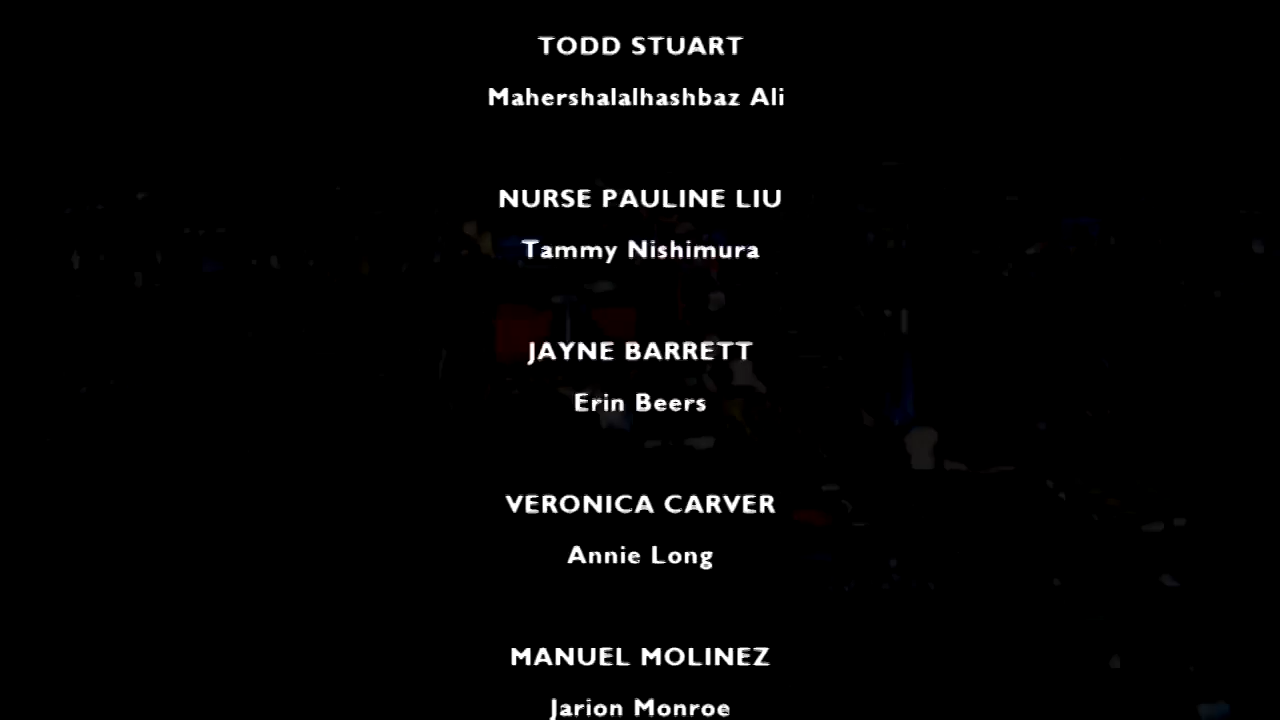 TODD STUART
Mahershalalhashbaz Ali
NURSE PAULINE LIU
Tammy Nishimura
JAYNE BARRETT
Erin Beers
VERONICA CARVER
Annie Long
MANUEL MOLINEZ
Jarion Monroe